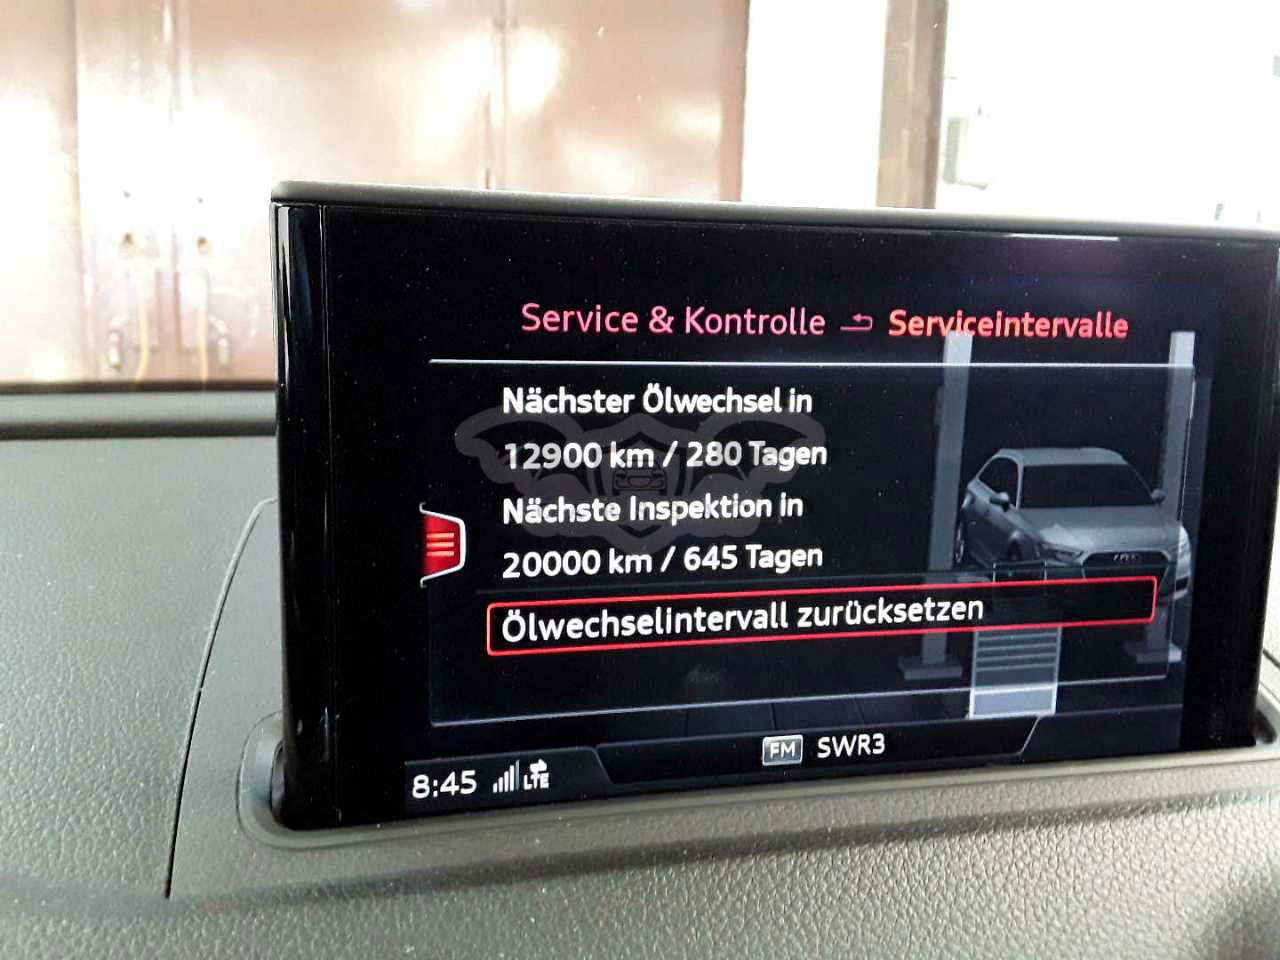 Service & Kontrolle Serviceintervalle
Nächster Ölwechsel in
12900 km / 280 Tagen
Nächste Inspektion in
20000 km / 645 Tagen
Ölwechselintervall zurücksetzen
FM SWR3
8:45 LTE